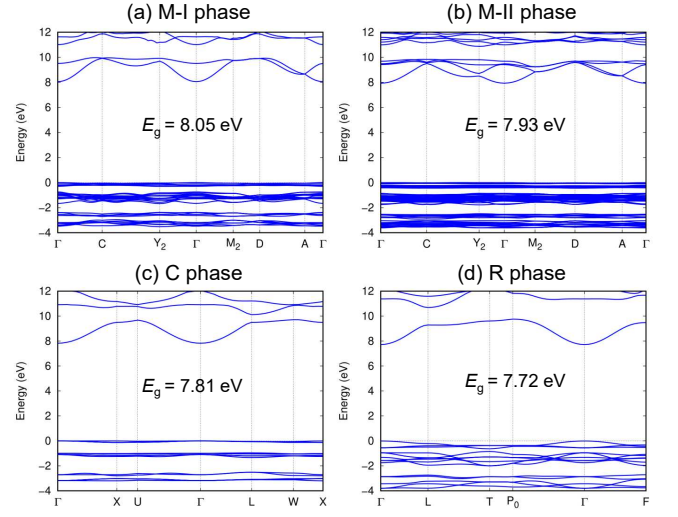 (a) M-I phase
(b) M-II phase
12
10
8
6
4
2
0
−2
−4
Energy (eV)
Eg = 8.05 eV
Γ C Y2 Γ M2 D A Γ
12
10
8
6
4
2
0
−2
−4
Energy (eV)
Eg = 7.93 eV
Γ C Y2 Γ M2 D A Γ
(c) C phase
(d) R phase
12
10
8
6
4
2
0
−2
−4
Energy (eV)
Eg = 7.81 eV
Γ X U Γ L W X
12
10
8
6
4
2
0
−2
−4
Energy (eV)
Eg = 7.72 eV
Γ L T P0 Γ F